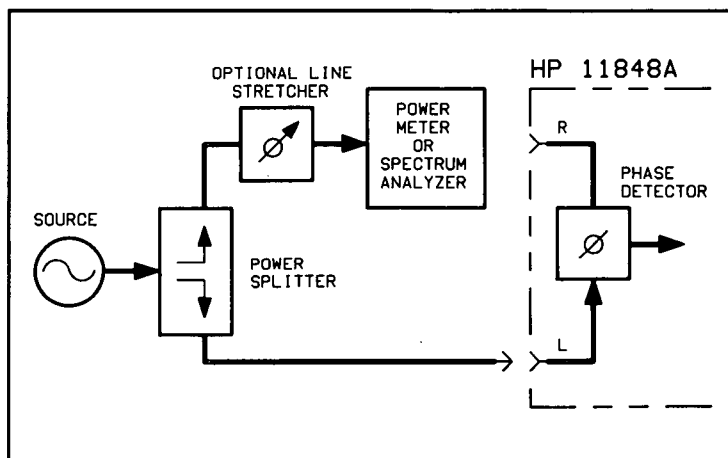 HP 11848A
OPTIONAL LINE
STRETCHER
POWER
METER
OR
SPECTRUM
ANALYZER
R
PHASE
DETECTOR
SOURCE
POWER
SPLITTER
L